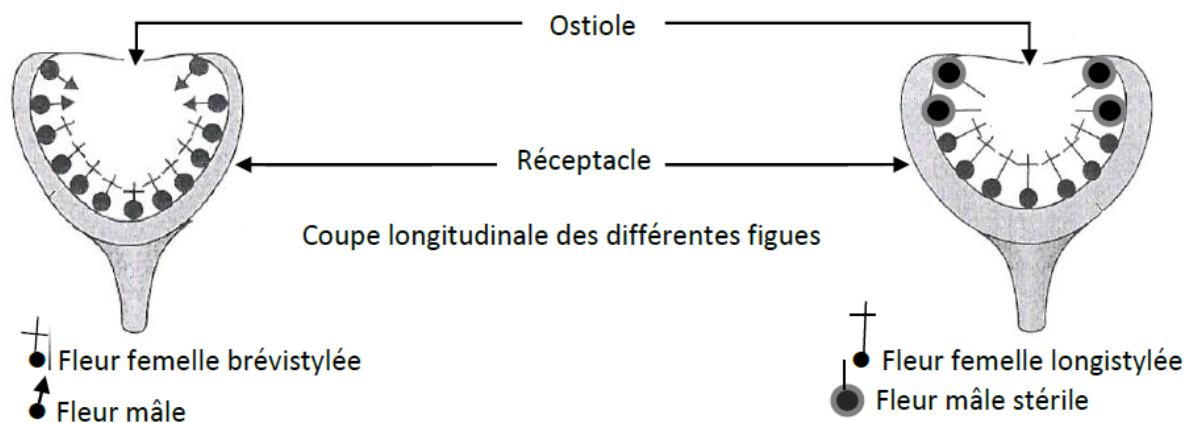 Ostiole
Réceptacle
Coupe longitudinale des différentes figues
Fleur femelle brévistylée
Fleur mâle
Fleur femelle longistylée
Fleur mâle stérile